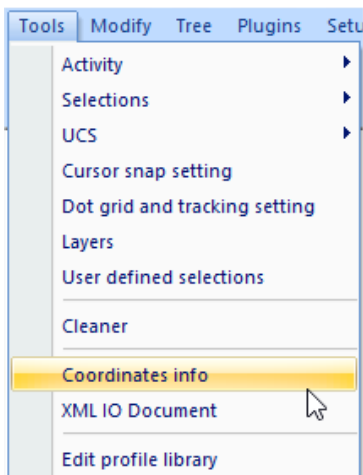 Tools Modify Tree Plugins Setu
Activity
Selections
UCS
Cursor snap setting
Dot grid and tracking setting
Layers
User defined selections
Cleaner
Coordinates info
XML IO Document
Edit profile library